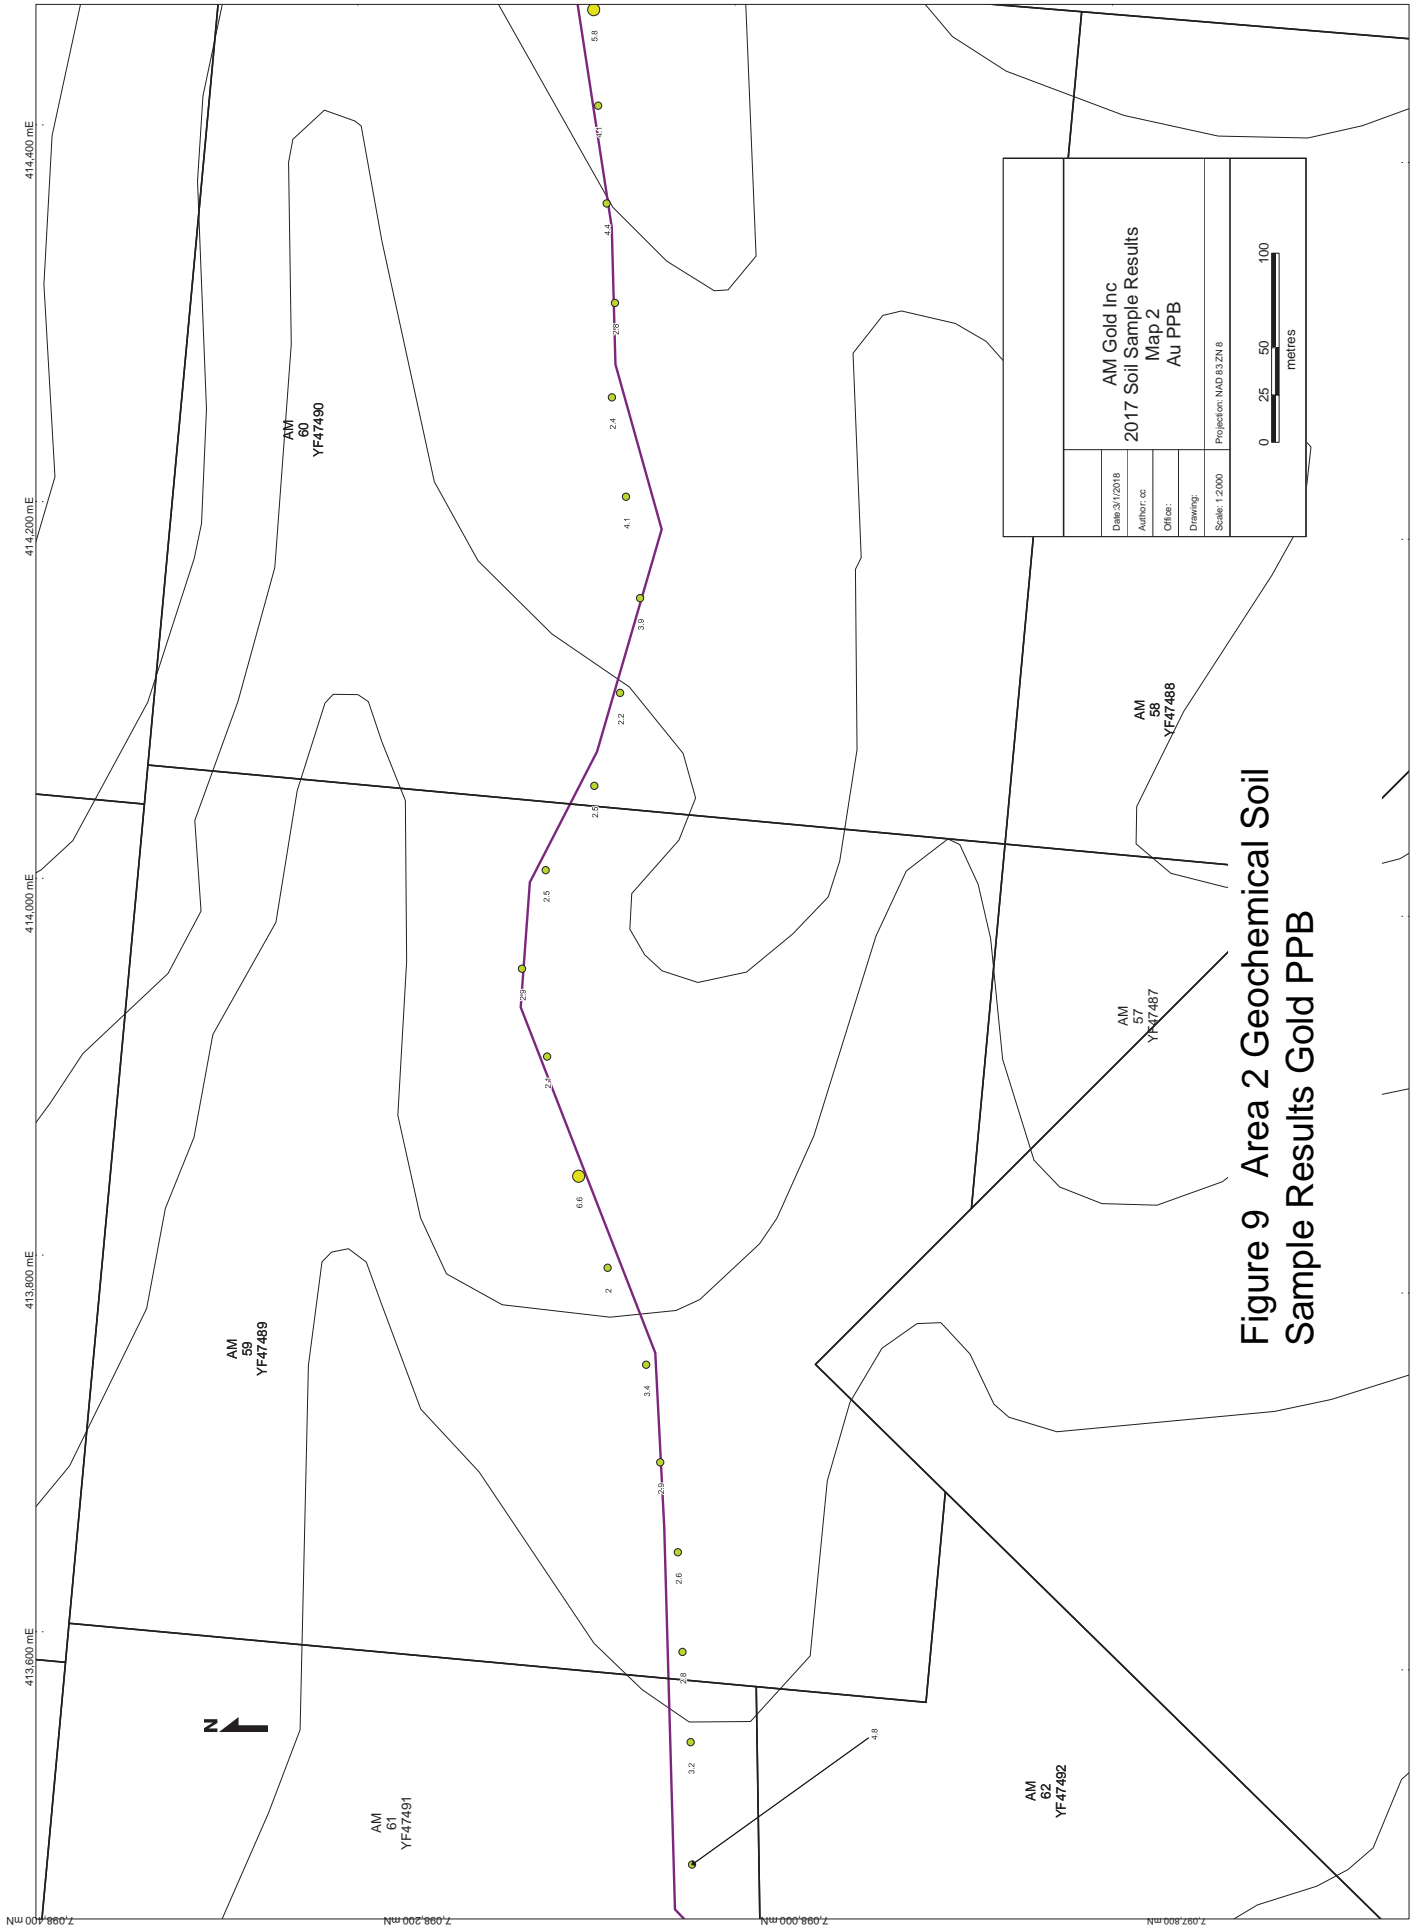 413,600 mE
413,800 mE
414,000 mE
414,200 mE
414,400 mE
7,098,400 mN
7,098,200 mN
7,098,000 mN
7,097,800 mN
N
AM
60
YF47490
AM
59
YF47489
AM
61
YF47491
AM
62
YF47492
AM
57
YF47487
AM
58
YF47488
4.8
3.2
2.8
2.6
2.9
3.4
2
6.6
2.1
2.9
2.5
2.5
2.2
3.9
4.1
2.4
2.8
4.4
4.1
5.8
AM Gold Inc
2017 Soil Sample Results
Map 2
Au PPB
Date:3/1/2018
Author: cc
Office:
Drawing:
Scale: 1:2000
Projection: NAD 83 ZN 8
0 25 50 100
metres
Figure 9 Area 2 Geochemical Soil
Sample Results Gold PPB